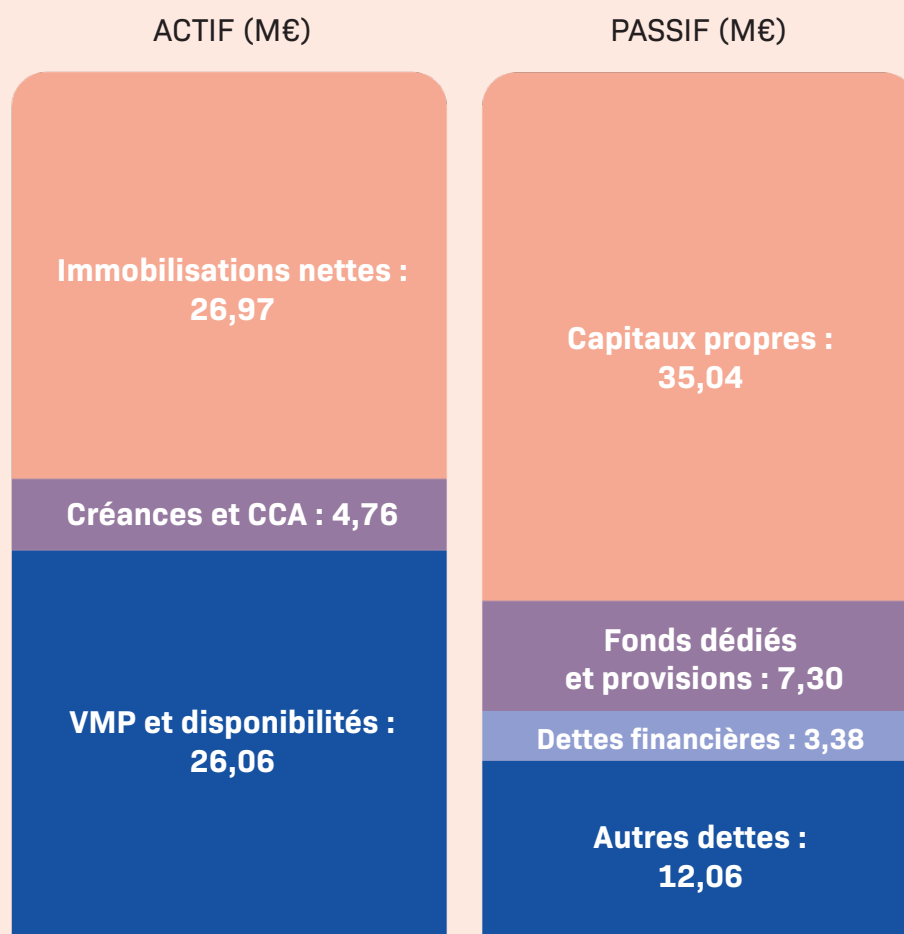 ACTIF (M€)
Immobilisations nettes :
26,97
Créances et CCA : 4,76
VMP et disponibilités :
26,06
PASSIF (M€)
Capitaux propres :
35,04
Fonds dédiés
et provisions : 7,30
Dettes financières : 3,38
Autres dettes :
12,06